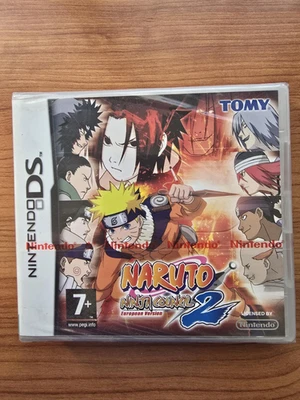 TOMY
NINTENDO DS
Nintendo Nintendo Nintendo
NARUTO
NINJA COUNCIL 2
European Version
7+
www.pegi.info
LICENSED BY
Nintendo